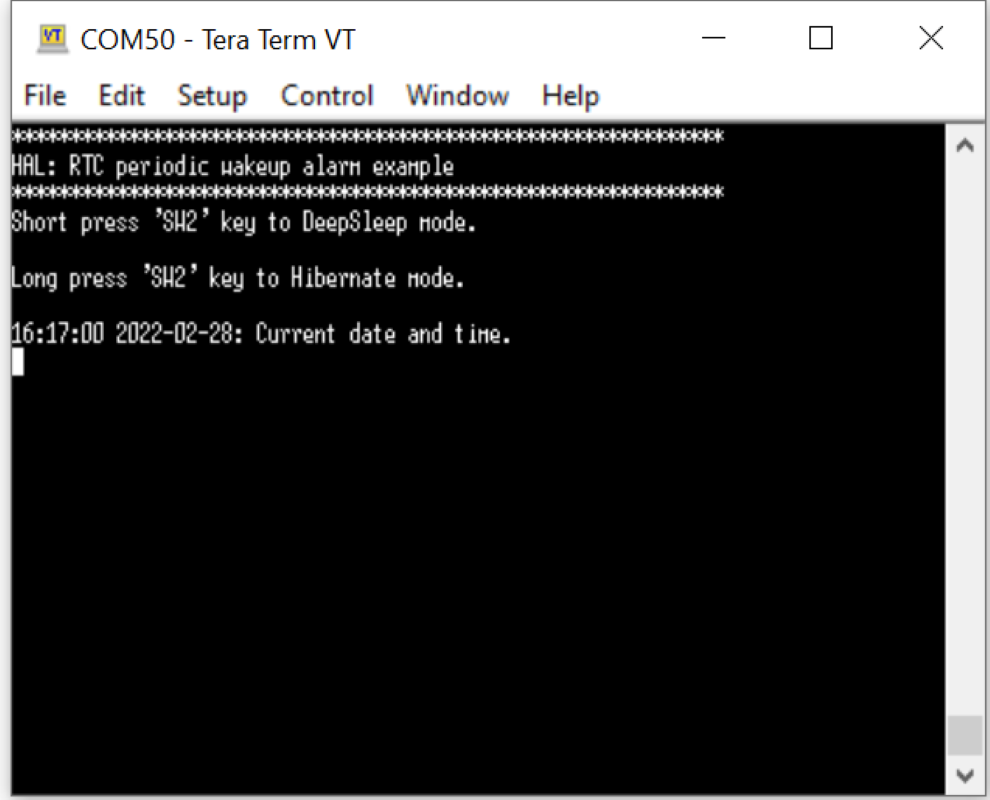 VT
COM50 - Tera Term VT
File Edit Setup Control Window Help
*************************************************************
HAL: RTC periodic wakeup alarm example
*************************************************************
Short press 'SW2' key to DeepSleep mode.
Long press 'SW2' key to Hibernate mode.
16:17:00 2022-02-28: Current date and time.